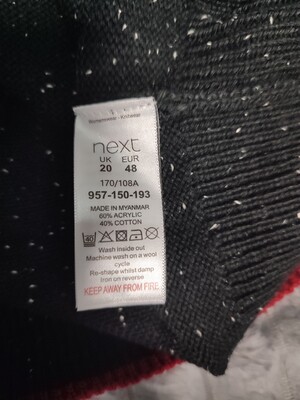 next
UK EUR
20 48
170/108A
957-150-193
MADE IN MYANMAR
60% ACRYLIC
40% COTTON
40
Wash inside out
Machine wash on a wool
cycle
Re-shape whilst damp
Iron on reverse
KEEP AWAY FROM FIRE